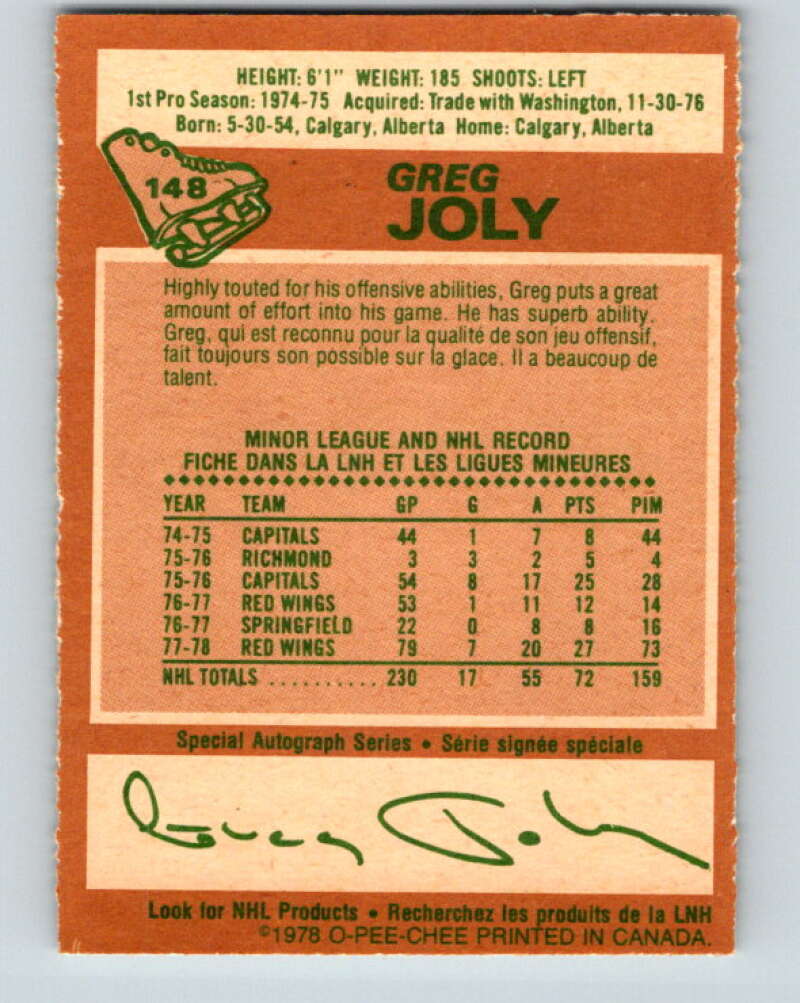 HEIGHT: 6'1" WEIGHT: 185 SHOOTS: LEFT
1st Pro Season: 1974-75 Acquired: Trade with Washington, 11-30-76
Born: 5-30-54, Calgary, Alberta Home: Calgary, Alberta
148
GREG
JOLY
Highly touted for his offensive abilities, Greg puts a great
amount of effort into his game. He has superb ability.
Greg, qui est reconnu pour la qualité de son jeu offensif,
fait toujours son possible sur la glace. Il a beaucoup de
talent.
MINOR LEAGUE AND NHL RECORD
FICHE DANS LA LNH ET LES LIGUES MINEURES
YEAR TEAM GP G A PTS PIM
74-75 CAPITALS 44 1 7 8 44
75-76 RICHMOND 3 3 2 5 4
75-76 CAPITALS 54 8 17 25 28
76-77 RED WINGS 53 1 11 12 14
76-77 SPRINGFIELD 22 0 8 8 16
77-78 RED WINGS 79 7 20 27 73
NHL TOTALS .......... 230 17 55 72 159
Special Autograph Series • Série signée spéciale
Greg Joly
Look for NHL Products • Recherchez les produits de la LNH
©1978 O-PEE-CHEE PRINTED IN CANADA.